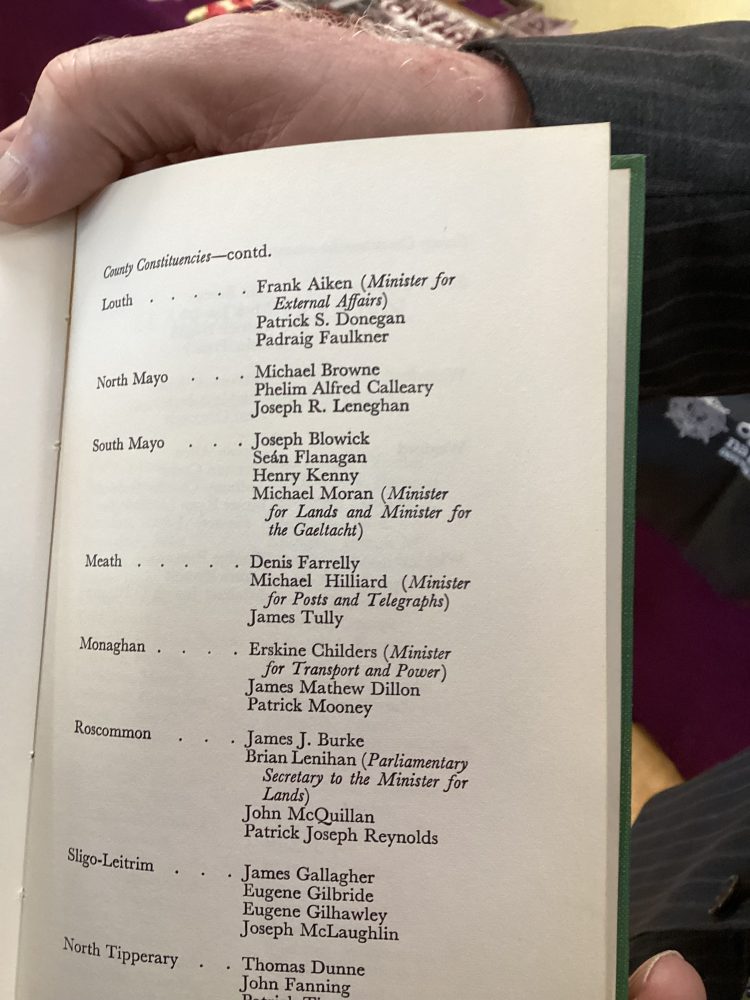 County Constituencies—contd.
Louth . . . . . Frank Aiken (Minister for
External Affairs)
Patrick S. Donegan
Padraig Faulkner
North Mayo . . . Michael Browne
Phelim Alfred Calleary
Joseph R. Leneghan
South Mayo . . . Joseph Blowick
Seán Flanagan
Henry Kenny
Michael Moran (Minister
for Lands and Minister for
the Gaeltacht)
Meath . . . . . Denis Farrelly
Michael Hilliard (Minister
for Posts and Telegraphs)
James Tully
Monaghan . . . . Erskine Childers (Minister
for Transport and Power)
James Mathew Dillon
Patrick Mooney
Roscommon . . . James J. Burke
Brian Lenihan (Parliamentary
Secretary to the Minister for
Lands)
John McQuillan
Patrick Joseph Reynolds
Sligo-Leitrim . . . James Gallagher
Eugene Gilbride
Eugene Gilhawley
Joseph McLaughlin
North Tipperary . . Thomas Dunne
John Fanning
Patrick